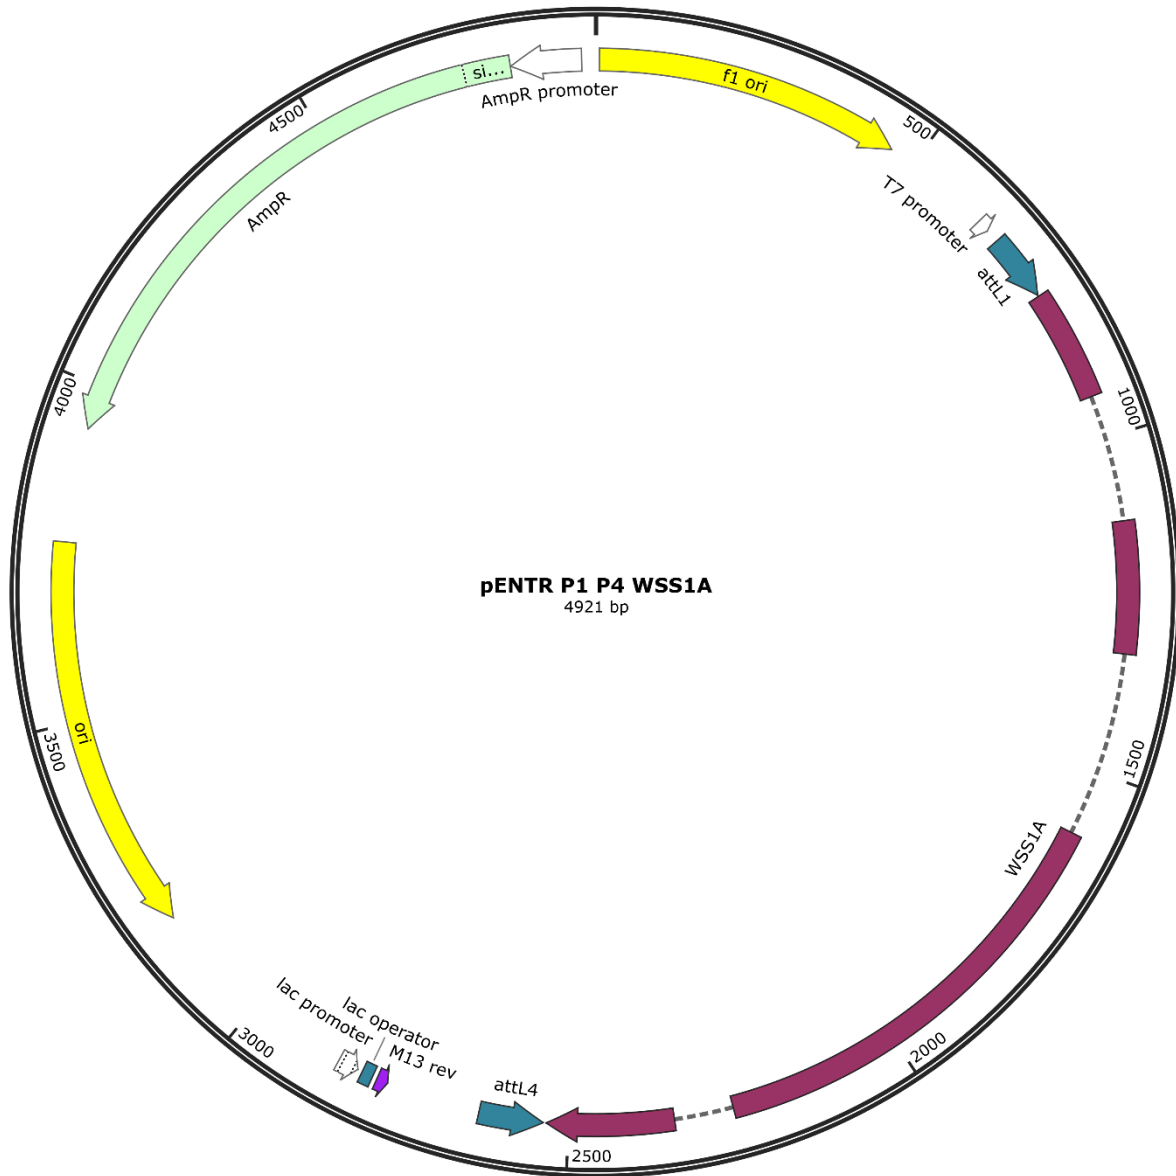 si...
AmpR promoter
f1 ori
500
4500
AmpR
T7 promoter
attL1
4000
1000
pENTR P1 P4 WSS1A
4921 bp
ori
3500
1500
WSS1A
lac promoter
lac operator
M13 rev
3000
2000
attL4
2500